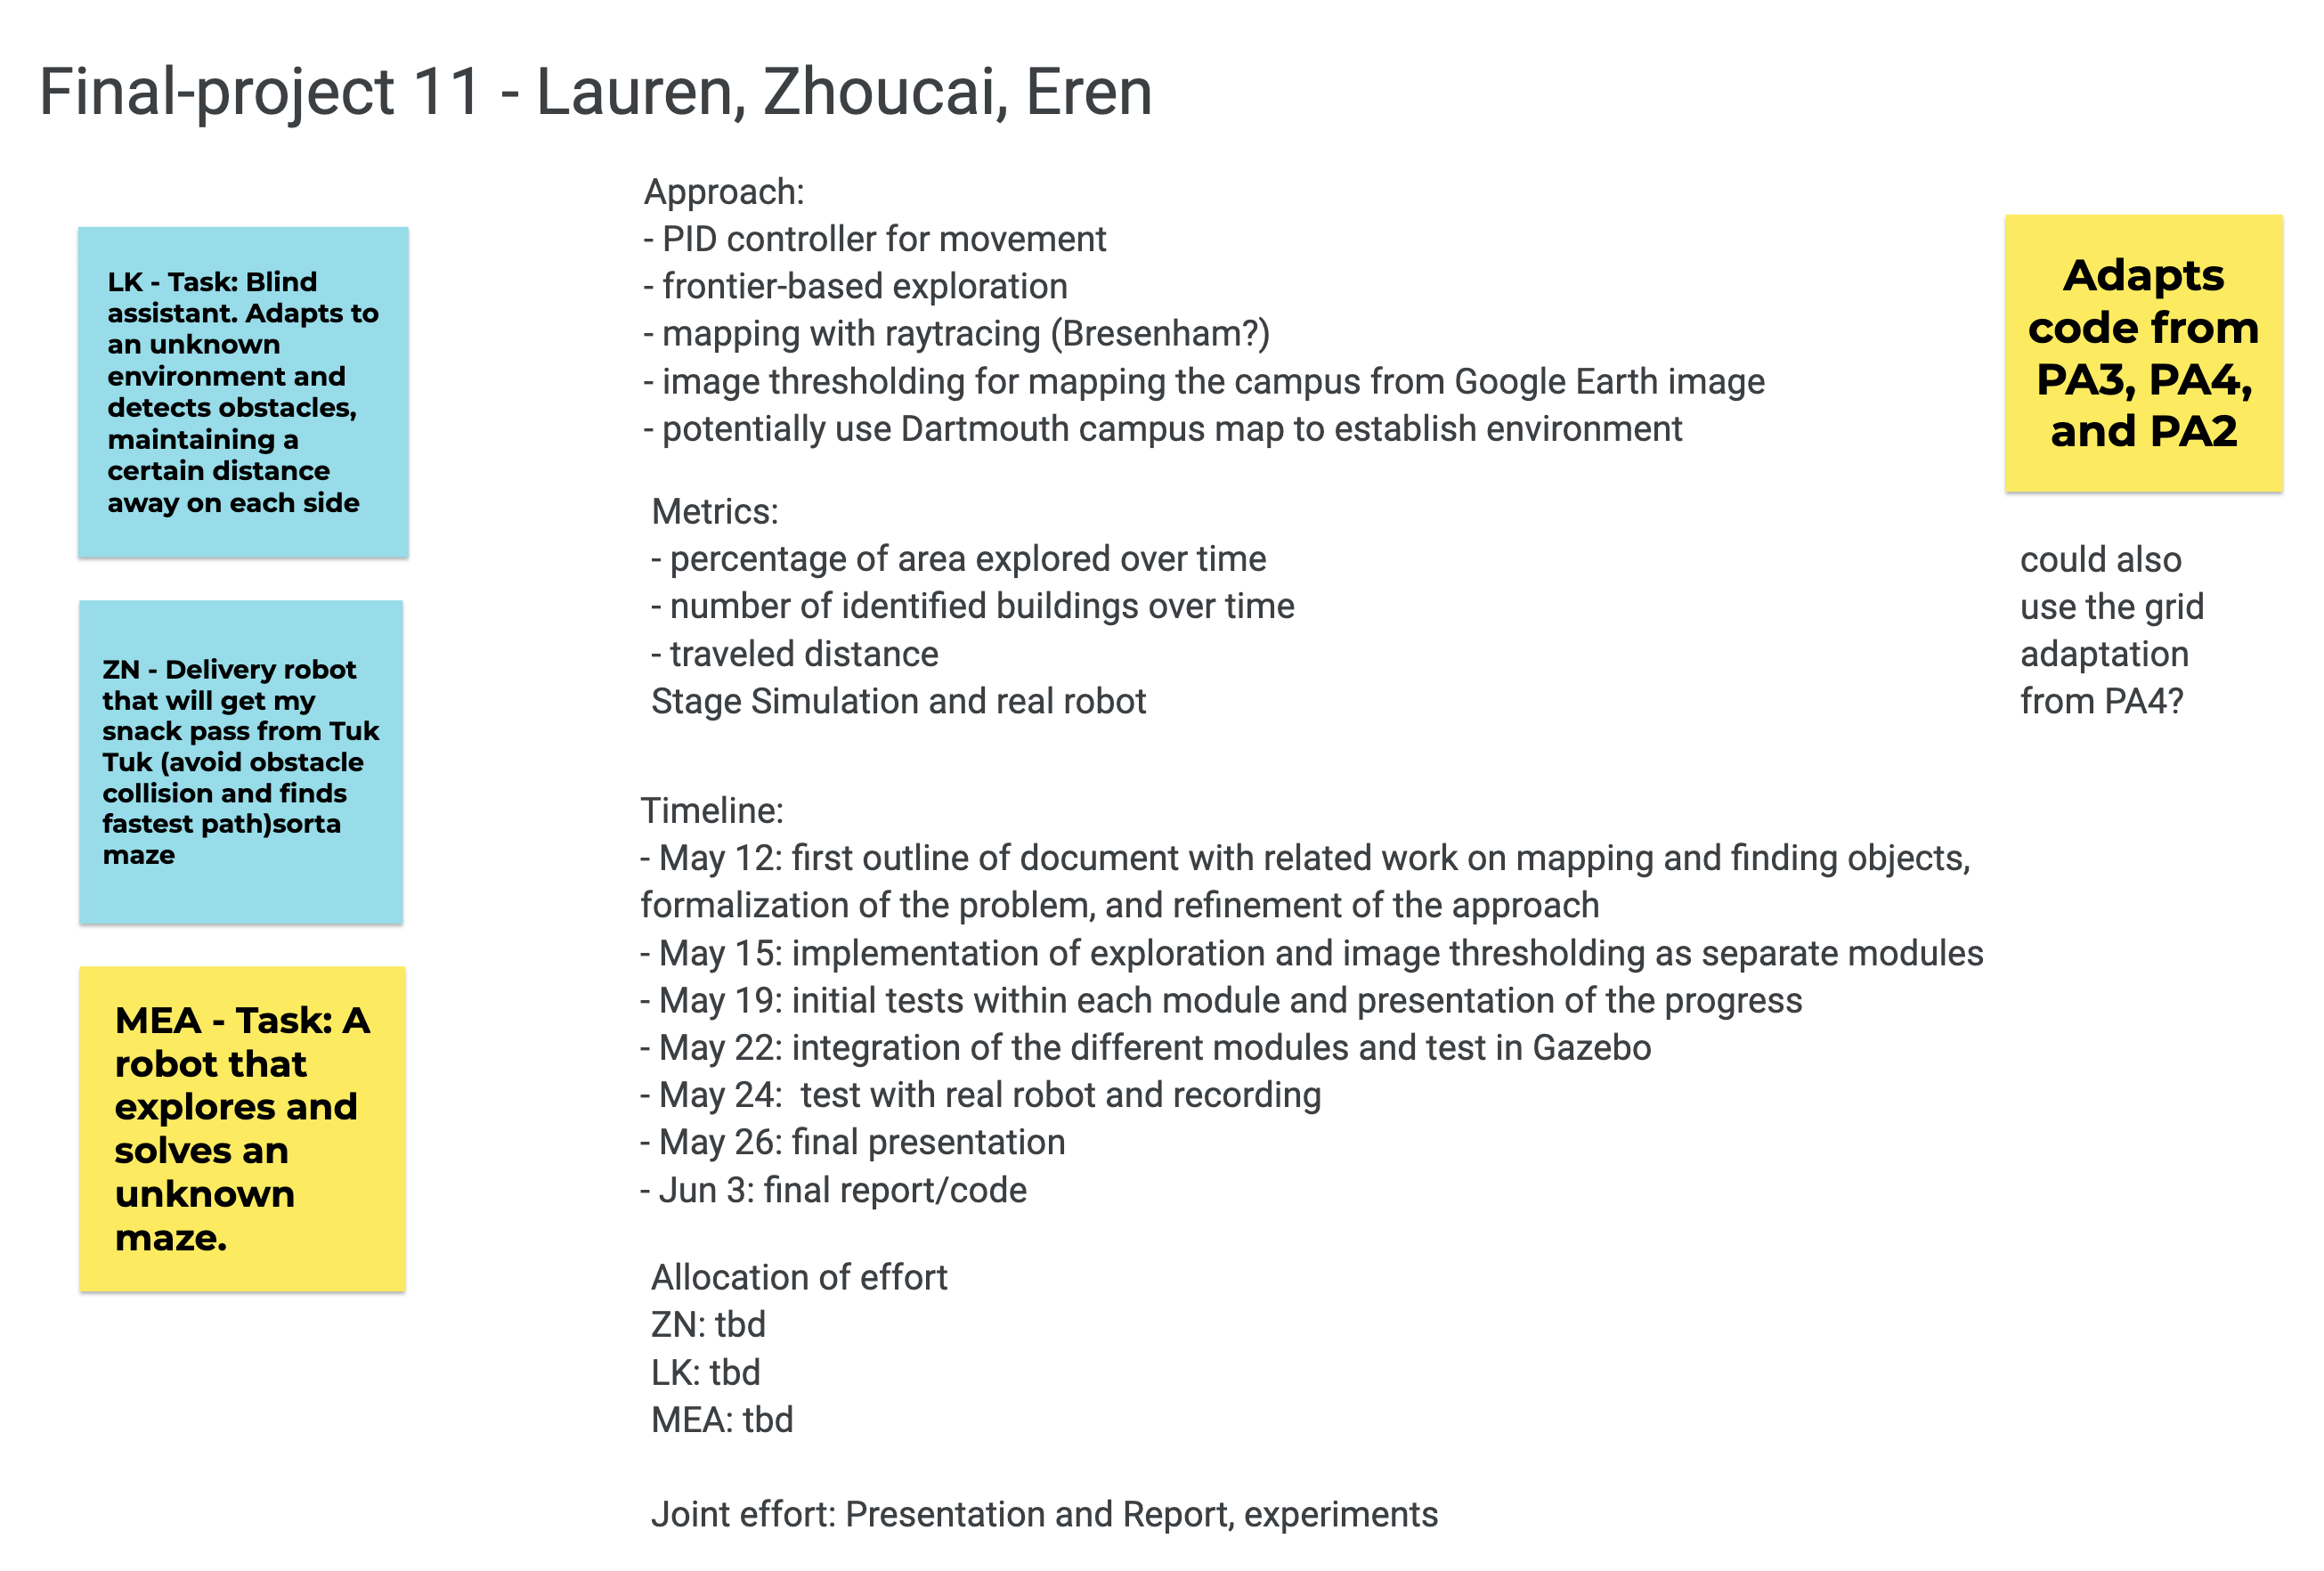 Final-project 11 - Lauren, Zhoucai, Eren
LK - Task: Blind
assistant. Adapts to
an unknown
environment and
detects obstacles,
maintaining a
certain distance
away on each side
ZN - Delivery robot
that will get my
snack pass from Tuk
Tuk (avoid obstacle
collision and finds
fastest path)sorta
maze
MEA - Task: A
robot that
explores and
solves an
unknown
maze.
Approach:
- PID controller for movement
- frontier-based exploration
- mapping with raytracing (Bresenham?)
- image thresholding for mapping the campus from Google Earth image
- potentially use Dartmouth campus map to establish environment
Metrics:
- percentage of area explored over time
- number of identified buildings over time
- traveled distance
Stage Simulation and real robot
Timeline:
- May 12: first outline of document with related work on mapping and finding objects,
formalization of the problem, and refinement of the approach
- May 15: implementation of exploration and image thresholding as separate modules
- May 19: initial tests within each module and presentation of the progress
- May 22: integration of the different modules and test in Gazebo
- May 24:  test with real robot and recording
- May 26: final presentation
- Jun 3: final report/code
Allocation of effort
ZN: tbd
LK: tbd
MEA: tbd
Joint effort: Presentation and Report, experiments
Adapts
code from
PA3, PA4,
and PA2
could also
use the grid
adaptation
from PA4?